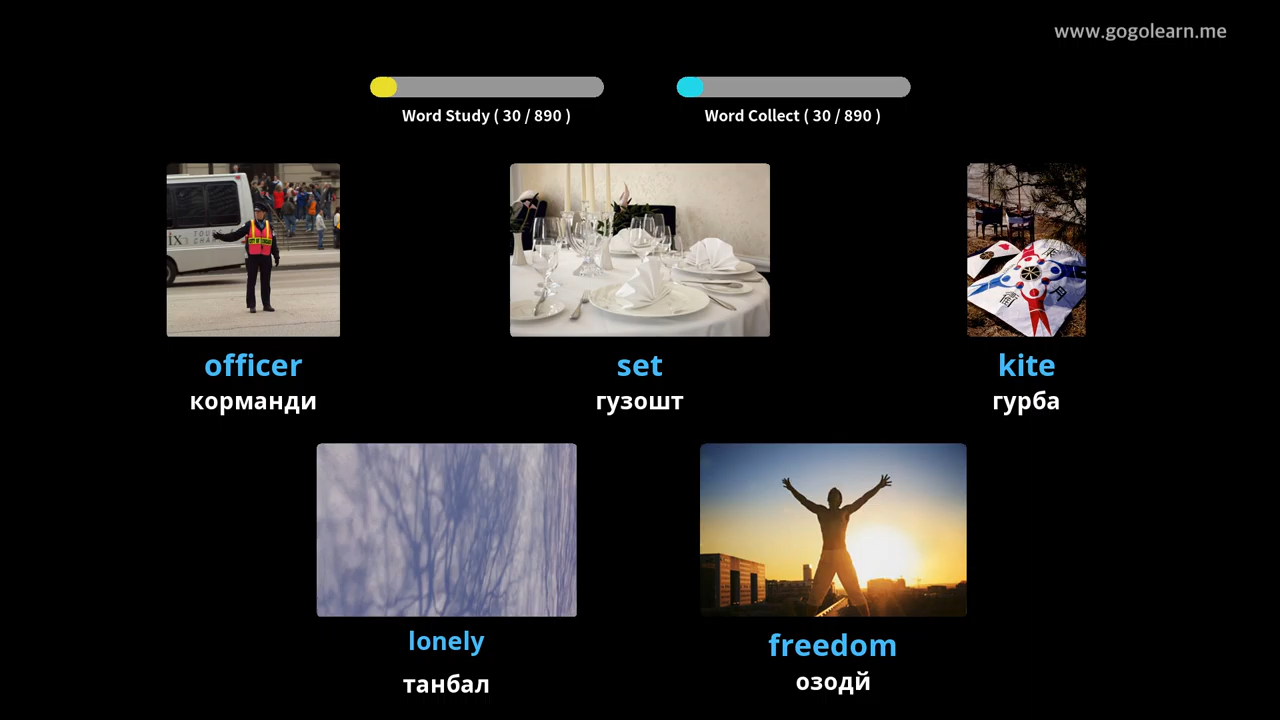 www.gogolearn.me
Word Study ( 30 / 890 )
Word Collect ( 30 / 890 )
officer
set
kite
корманди
гузошт
гурба
lonely
freedom
танбал
озодй